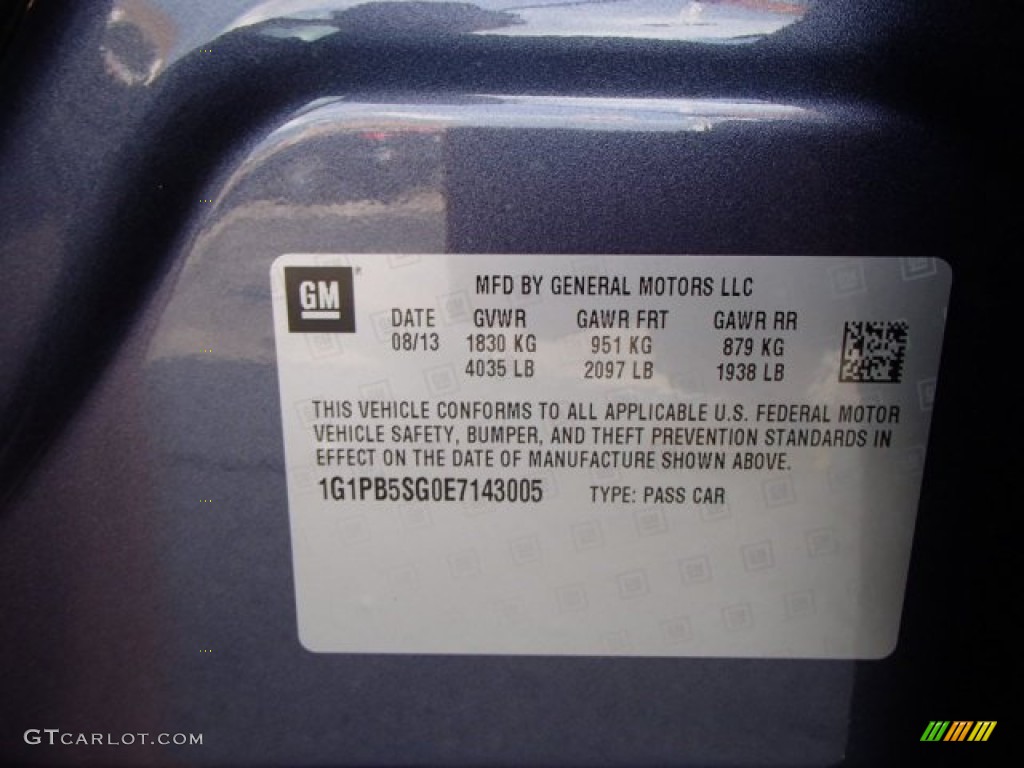 GM
MFD BY GENERAL MOTORS LLC
DATE GVWR GAWR FRT GAWR RR
08/13 1830 KG 951 KG 879 KG
4035 LB 2097 LB 1938 LB
THIS VEHICLE CONFORMS TO ALL APPLICABLE U.S. FEDERAL MOTOR
VEHICLE SAFETY, BUMPER, AND THEFT PREVENTION STANDARDS IN
EFFECT ON THE DATE OF MANUFACTURE SHOWN ABOVE.
1G1PB5SG0E7143005 TYPE: PASS CAR
GTCARLOT.COM